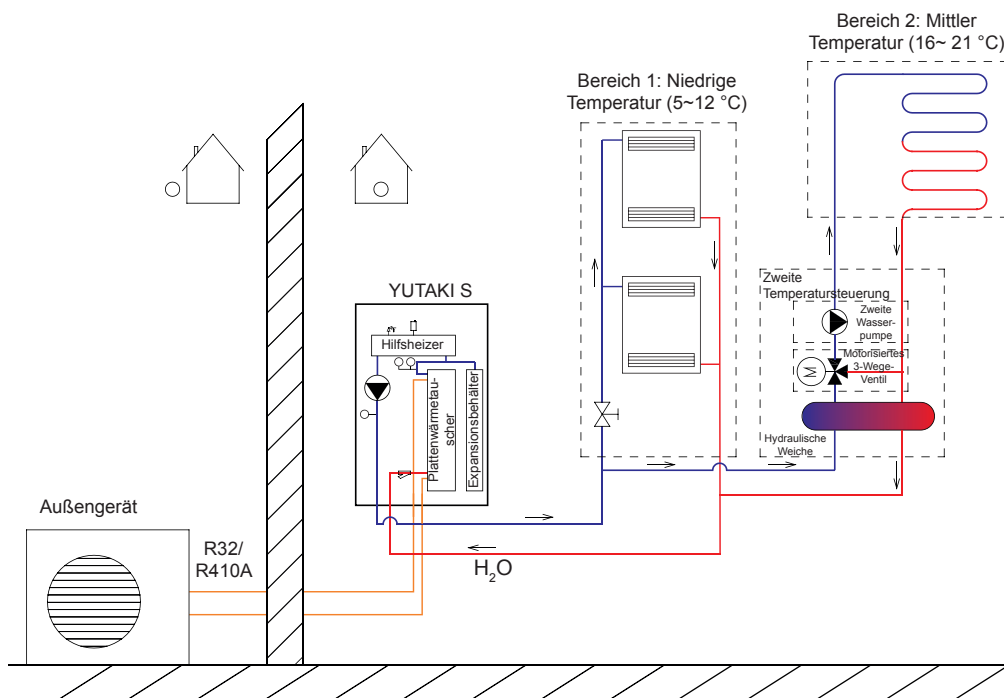 Bereich 2: Mittler
Temperatur (16~ 21 °C)
Bereich 1: Niedrige
Temperatur (5~12 °C)
Zweite
Temperatursteuerung
Zweite
Wasser-
pumpe
Motorisiertes
3-Wege-
Ventil
M
Hydraulische
Weiche
YUTAKI S
Hilfsheizer
Plattenwärmetau-
scher
Expansionsbehälter
Außengerät
R32/
R410A
H₂O